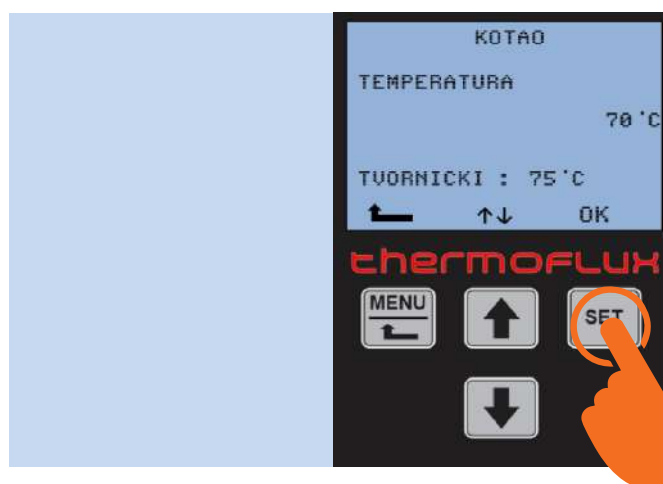 KOTAO
TEMPERATURA
70°C
TVORNICKI : 75°C
↑↓ OK
thermoflux
MENU
SET